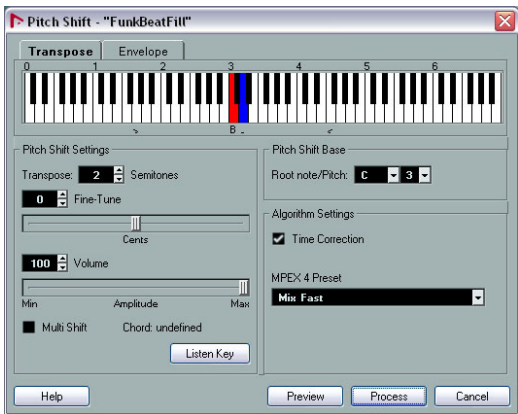 Pitch Shift - "FunkBeatFill"
Transpose Envelope
0 1 2 3 4 5 6
B
Pitch Shift Settings
Transpose: 2 Semitones
0 Fine-Tune
Cents
100 Volume
Min Amplitude Max
Multi Shift Chord: undefined
Listen Key
Pitch Shift Base
Root note/Pitch: C 3
Algorithm Settings
Time Correction
MPEX 4 Preset
Mix Fast
Help Preview Process Cancel